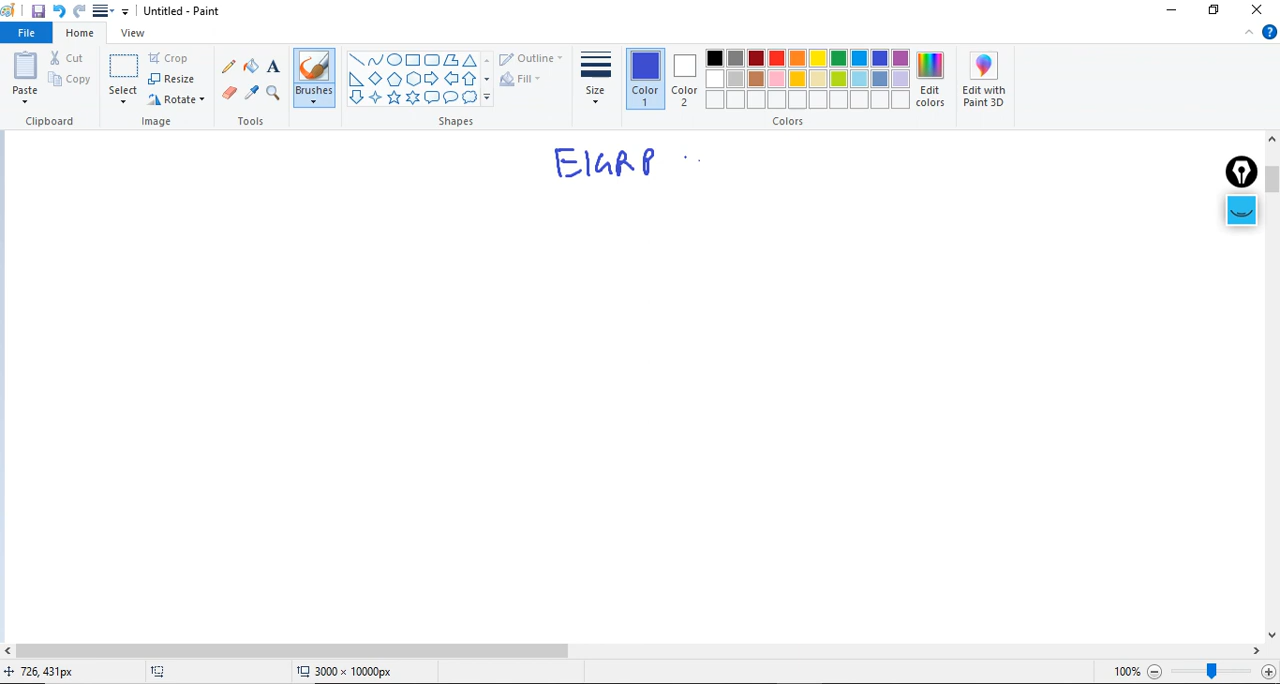 Untitled - Paint
File Home View
Paste
Cut
Copy
Clipboard
Select
Crop
Resize
Rotate
Image
A
Tools
Brushes
Shapes
Outline
Fill
Size
Color 1
Color 2
Colors
Edit colors
Edit with Paint 3D
EIGRP
726, 431px
3000 × 10000px
100%